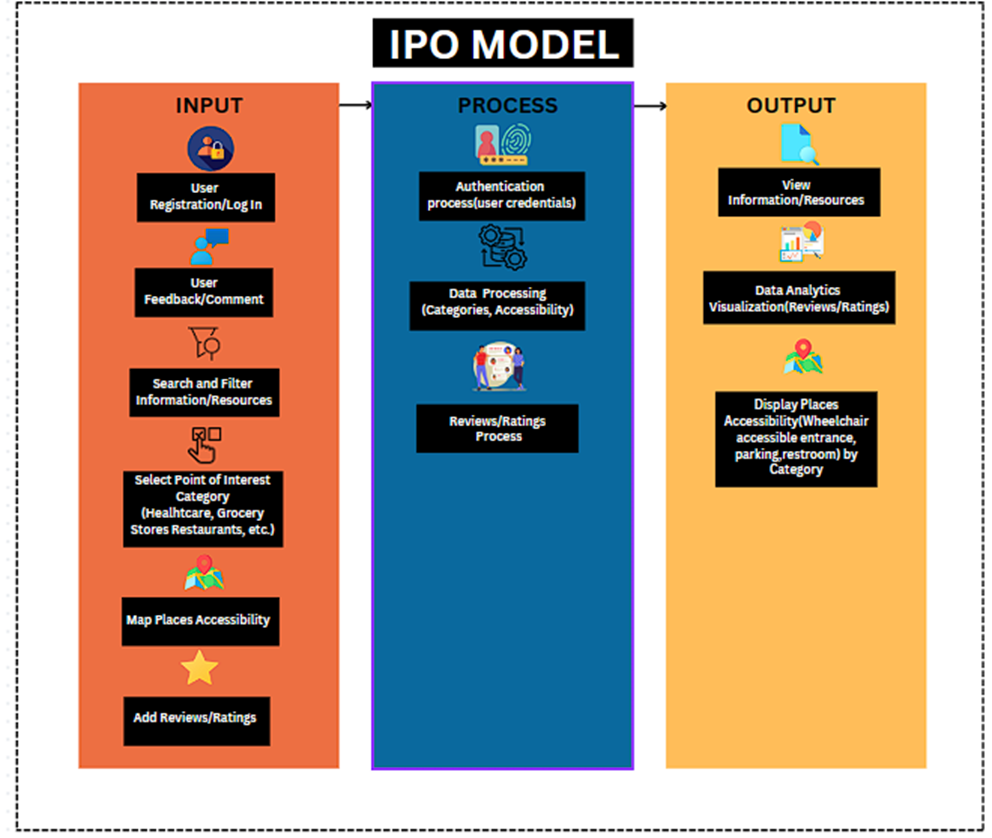 IPO MODEL
INPUT
User
Registration/Log In
User
Feedback/Comment
Search and Filter
Information/Resources
Select Point of Interest
Category
(Healhtcare, Grocery
Stores Restaurants, etc.)
Map Places Accessibility
Add Reviews/Ratings
PROCESS
Authentication
process(user credentials)
Data Processing
(Categories, Accessibility)
Reviews/Ratings
Process
OUTPUT
View
Information/Resources
Data Analytics
Visualization(Reviews/Ratings)
Display Places
Accessibility(Wheelchair
accessible entrance,
parking,restroom) by
Category